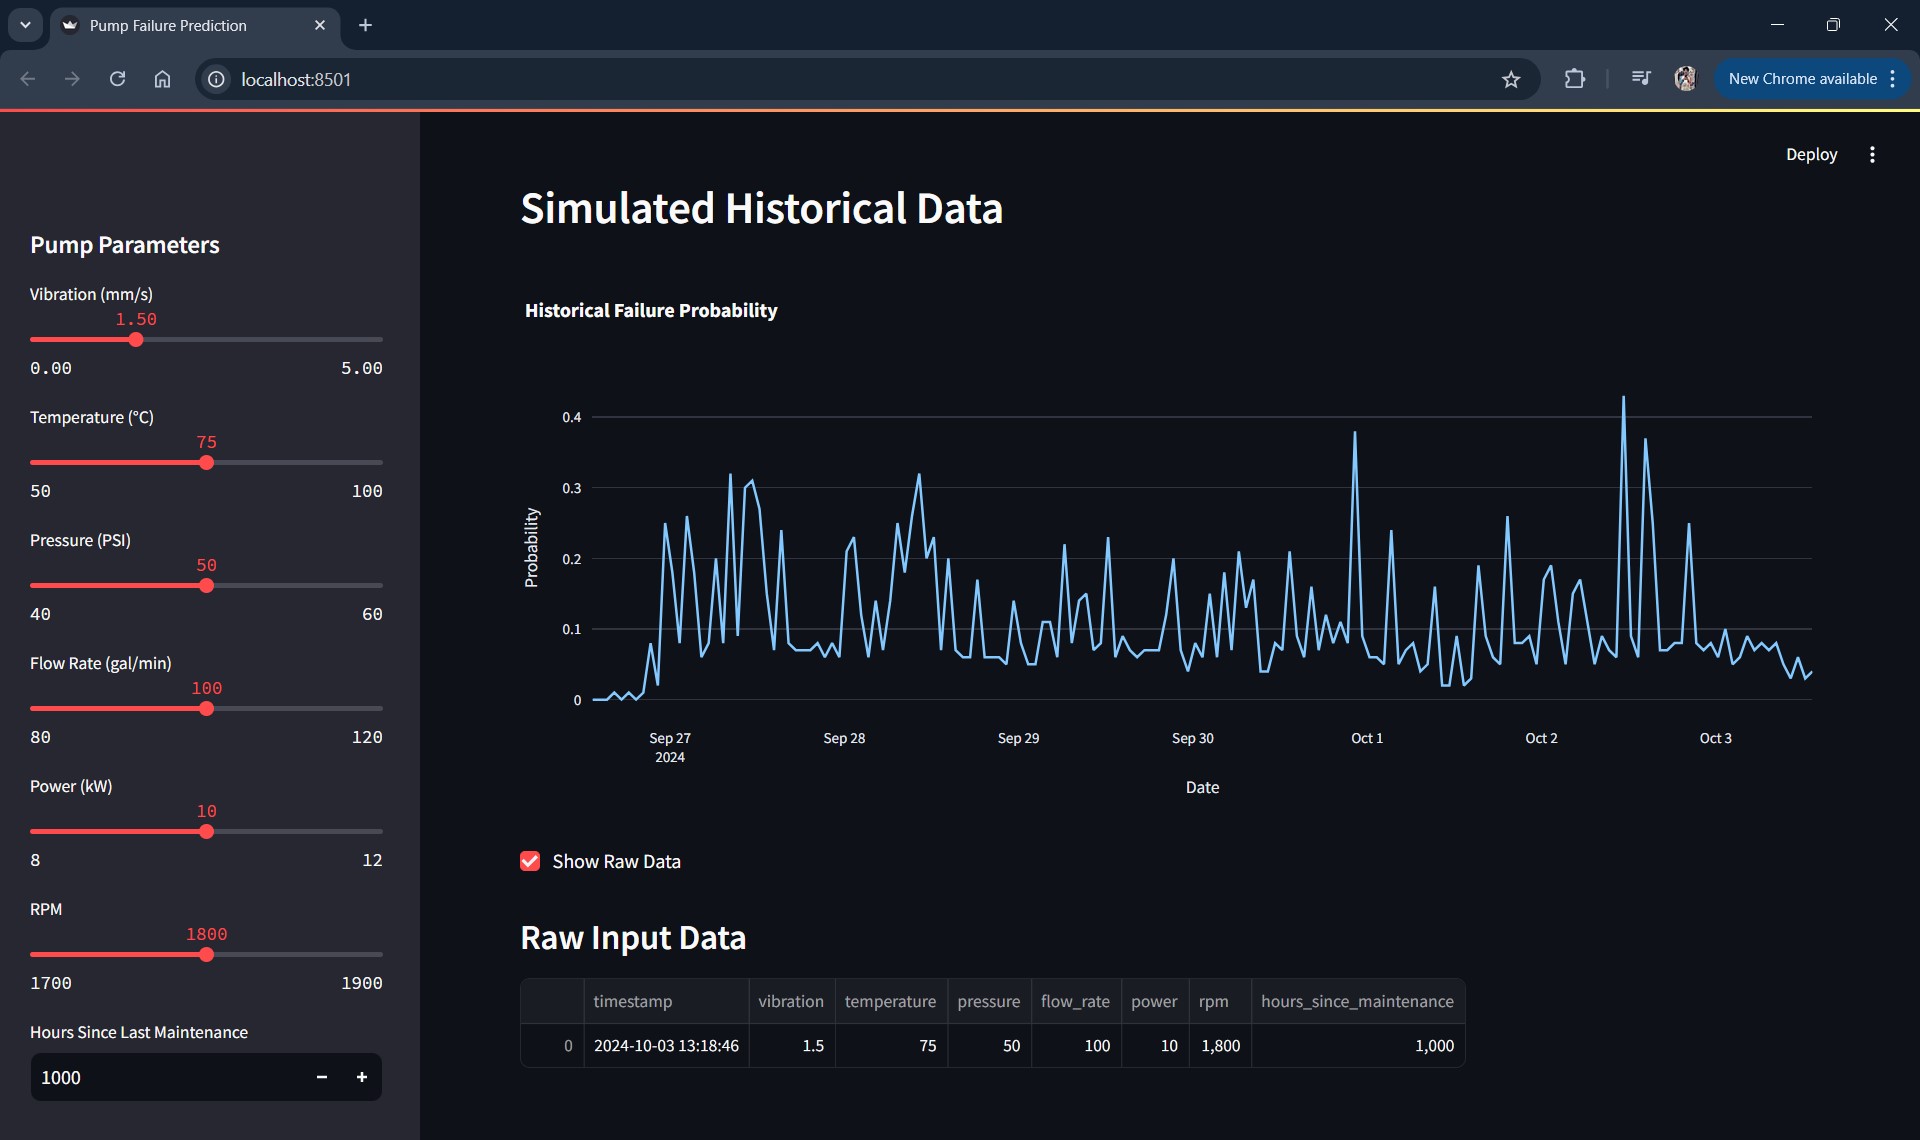 Pump Failure Prediction
localhost:8501
New Chrome available
Deploy
Pump Parameters
Vibration (mm/s)
1.50
0.00 5.00
Temperature (°C)
75
50 100
Pressure (PSI)
50
40 60
Flow Rate (gal/min)
100
80 120
Power (kW)
10
8 12
RPM
1800
1700 1900
Hours Since Last Maintenance
1000 − +
Simulated Historical Data
Historical Failure Probability
Probability
0.4
0.3
0.2
0.1
0
Sep 27 Sep 28 Sep 29 Sep 30 Oct 1 Oct 2 Oct 3
2024
Date
Show Raw Data
Raw Input Data
timestamp vibration temperature pressure flow_rate power rpm hours_since_maintenance
0 2024-10-03 13:18:46 1.5 75 50 100 10 1,800 1,000